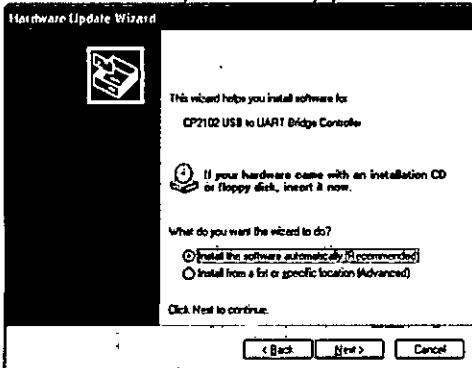 Hardware Update Wizard
This wizard helps you install software for:
CP2102 USB to UART Bridge Controller
If your hardware came with an installation CD
or floppy disk, insert it now.
What do you want the wizard to do?
Install the software automatically (Recommended)
Install from a list or specific location (Advanced)
Click Next to continue.
< Back
Next >
Cancel